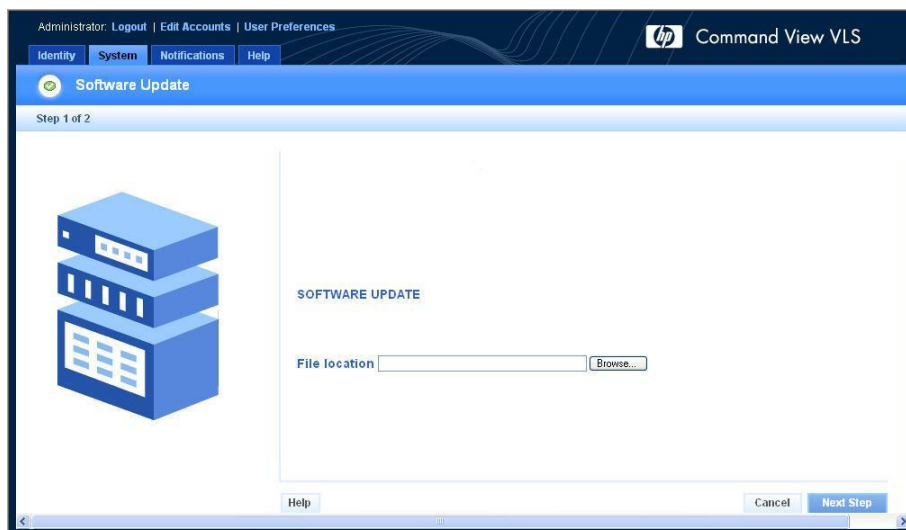 Administrator: Logout | Edit Accounts | User Preferences
hp Command View VLS
Identity System Notifications Help
Software Update
Step 1 of 2
SOFTWARE UPDATE
File location Browse...
Help Cancel Next Step